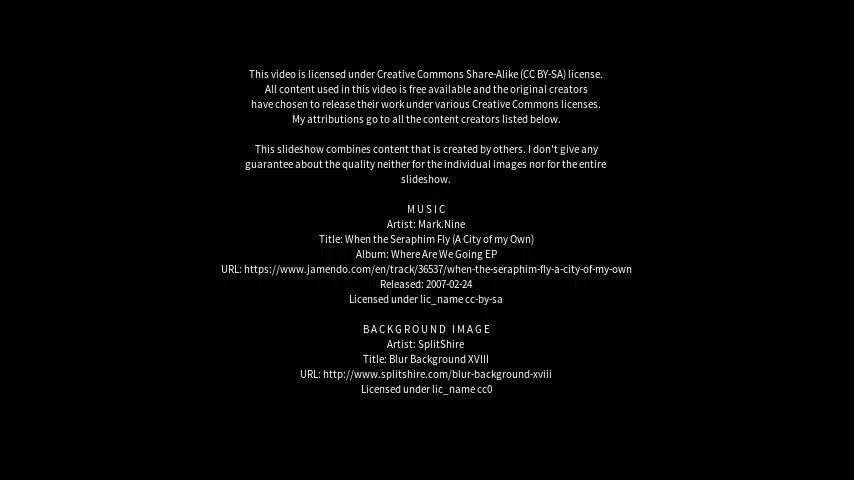 This video is licensed under Creative Commons Share-Alike (CC BY-SA) license.
All content used in this video is free available and the original creators
have chosen to release their work under various Creative Commons licenses.
My attributions go to all the content creators listed below.
This slideshow combines content that is created by others. I don't give any
guarantee about the quality neither for the individual images nor for the entire
slideshow.
MUSIC
Artist: Mark.Nine
Title: When the Seraphim Fly (A City of my Own)
Album: Where Are We Going EP
URL: https://www.jamendo.com/en/track/36537/when-the-seraphim-fly-a-city-of-my-own
Released: 2007-02-24
Licensed under lic_name cc-by-sa
BACKGROUND IMAGE
Artist: SplitShire
Title: Blur Background XVIII
URL: http://www.splitshire.com/blur-background-xviii
Licensed under lic_name cc0